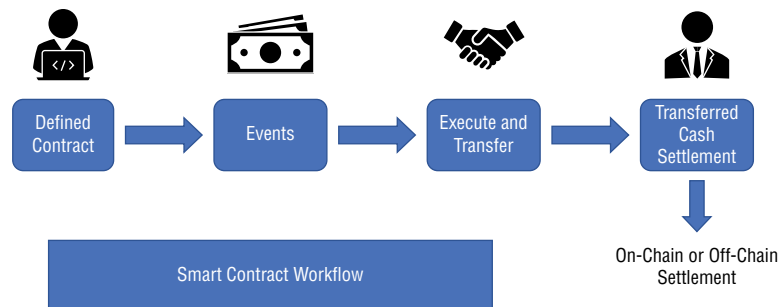 </>
Defined
Contract
Events
Execute and
Transfer
Transferred
Cash
Settlement
Smart Contract Workflow
On-Chain or Off-Chain
Settlement